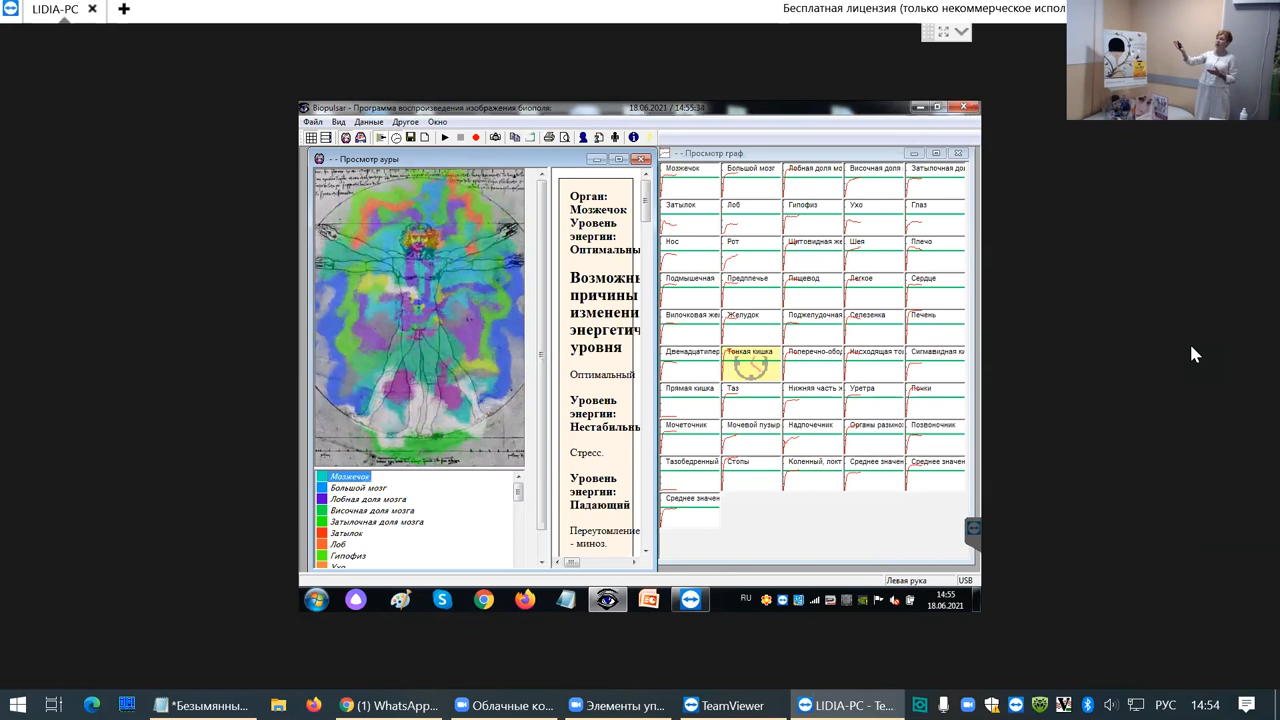 LIDIA-PC
Бесплатная лицензия (только некоммерческое испол
Biopulsar - Программа воспроизведения изображения биополя:
18.06.2021 / 14:55:34
Файл Вид Данные Другое Окно
- - Просмотр ауры
Орган:
Мозжечок
Уровень
энергии:
Оптимальны
Возможны
причины
изменени
энергетич
уровня
Оптимальный
Уровень
энергии:
Нестабильны
Стресс.
Уровень
энергии:
Падающий
Переутомление
- миноз.
Мозжечок
Большой мозг
Лобная доля мозга
Височная доля мозга
Затылочная доля мозга
Затылок
Лоб
Гипофиз
Ухо
- - Просмотр граф.
Мозжечок Большой мозг Лобная доля мо Височная доля Затылочная до
Затылок Лоб Гипофиз Ухо Глаз
Нос Рот Щитовидная же Шея Плечо
Подмышечная Предплечье Пищевод Легкое Сердце
Вилочковая же Желудок Поджелудочная Селезенка Печень
Двенадцатипер Тонкая кишка Поперечно-обо Нисходящая то Сигмавидная ки
Прямая кишка Таз Нижняя часть ж Уретра Почки
Мочеточник Мочевой пузыр Надпочечник Органы размно Позвоночник
Тазобедренный Стопы Коленный, локт Среднее значен Среднее значен
Среднее значен
Левая рука USB
RU
14:55
18.06.2021
*Безымянны...
(1) WhatsApp...
Облачные ко...
Элементы уп...
TeamViewer
LIDIA-PC - Te...
РУС
14:54